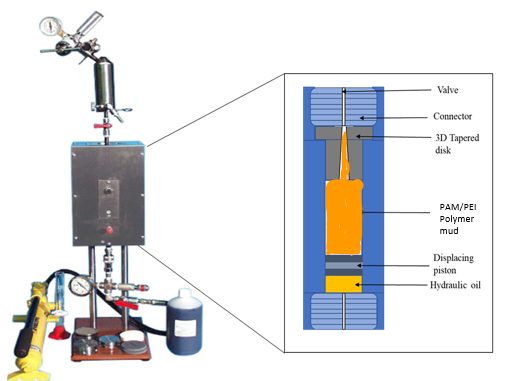 Valve
Connector
3D Tapered
disk
PAM/PEI
Polymer
mud
Displacing
piston
Hydraulic oil